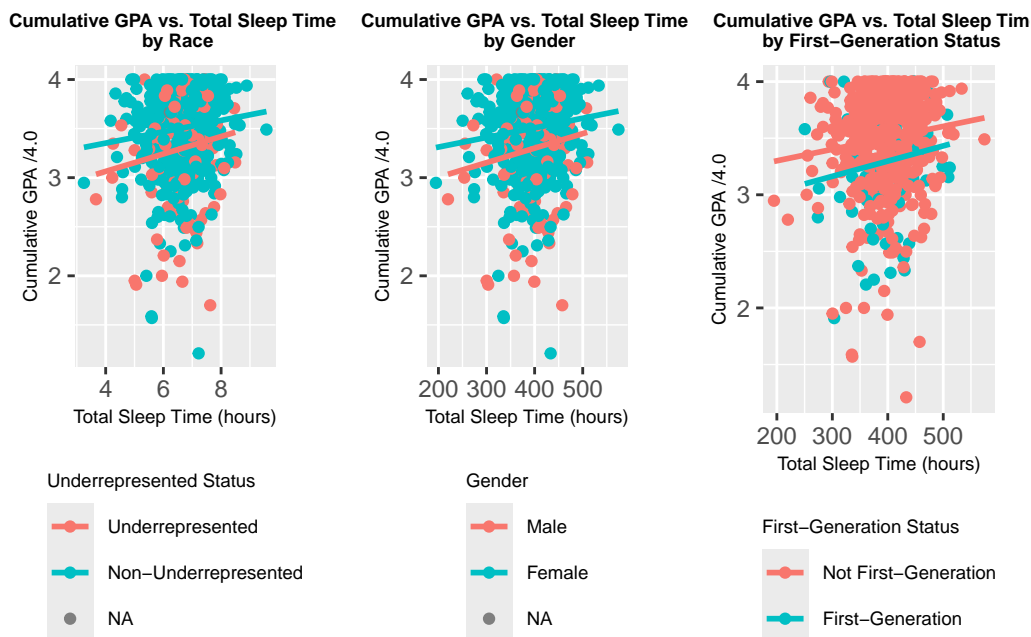 Cumulative GPA vs. Total Sleep Time
by Race
Cumulative GPA /4.0
4
3
2
4
6
8
Total Sleep Time (hours)
Underrepresented Status
Underrepresented
Non−Underrepresented
NA
Cumulative GPA vs. Total Sleep Time
by Gender
Cumulative GPA /4.0
4
3
2
200
300
400
500
Total Sleep Time (hours)
Gender
Male
Female
NA
Cumulative GPA vs. Total Sleep Tim
by First−Generation Status
Cumulative GPA /4.0
4
3
2
200
300
400
500
Total Sleep Time (hours)
First−Generation Status
Not First−Generation
First−Generation